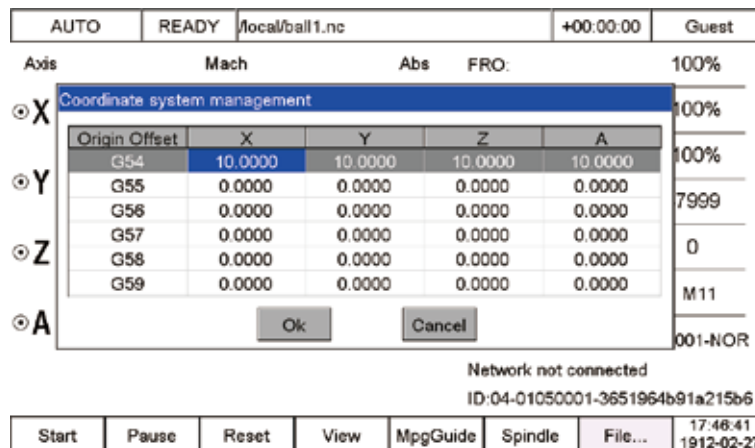 AUTO READY /local/ball1.nc +00:00:00 Guest
Axis Mach Abs FRO: 100%
Coordinate system management
X 100%
Origin Offset X Y Z A
G54 10.0000 10.0000 10.0000 10.0000 100%
Y G55 0.0000 0.0000 0.0000 0.0000
G56 0.0000 0.0000 0.0000 0.0000 7999
G57 0.0000 0.0000 0.0000 0.0000
Z G58 0.0000 0.0000 0.0000 0.0000 0
G59 0.0000 0.0000 0.0000 0.0000
M11
A Ok Cancel
001-NOR
Network not connected
ID:04-01050001-3651964b91a215b6
Start Pause Reset View MpgGuide Spindle File... 17:46:41